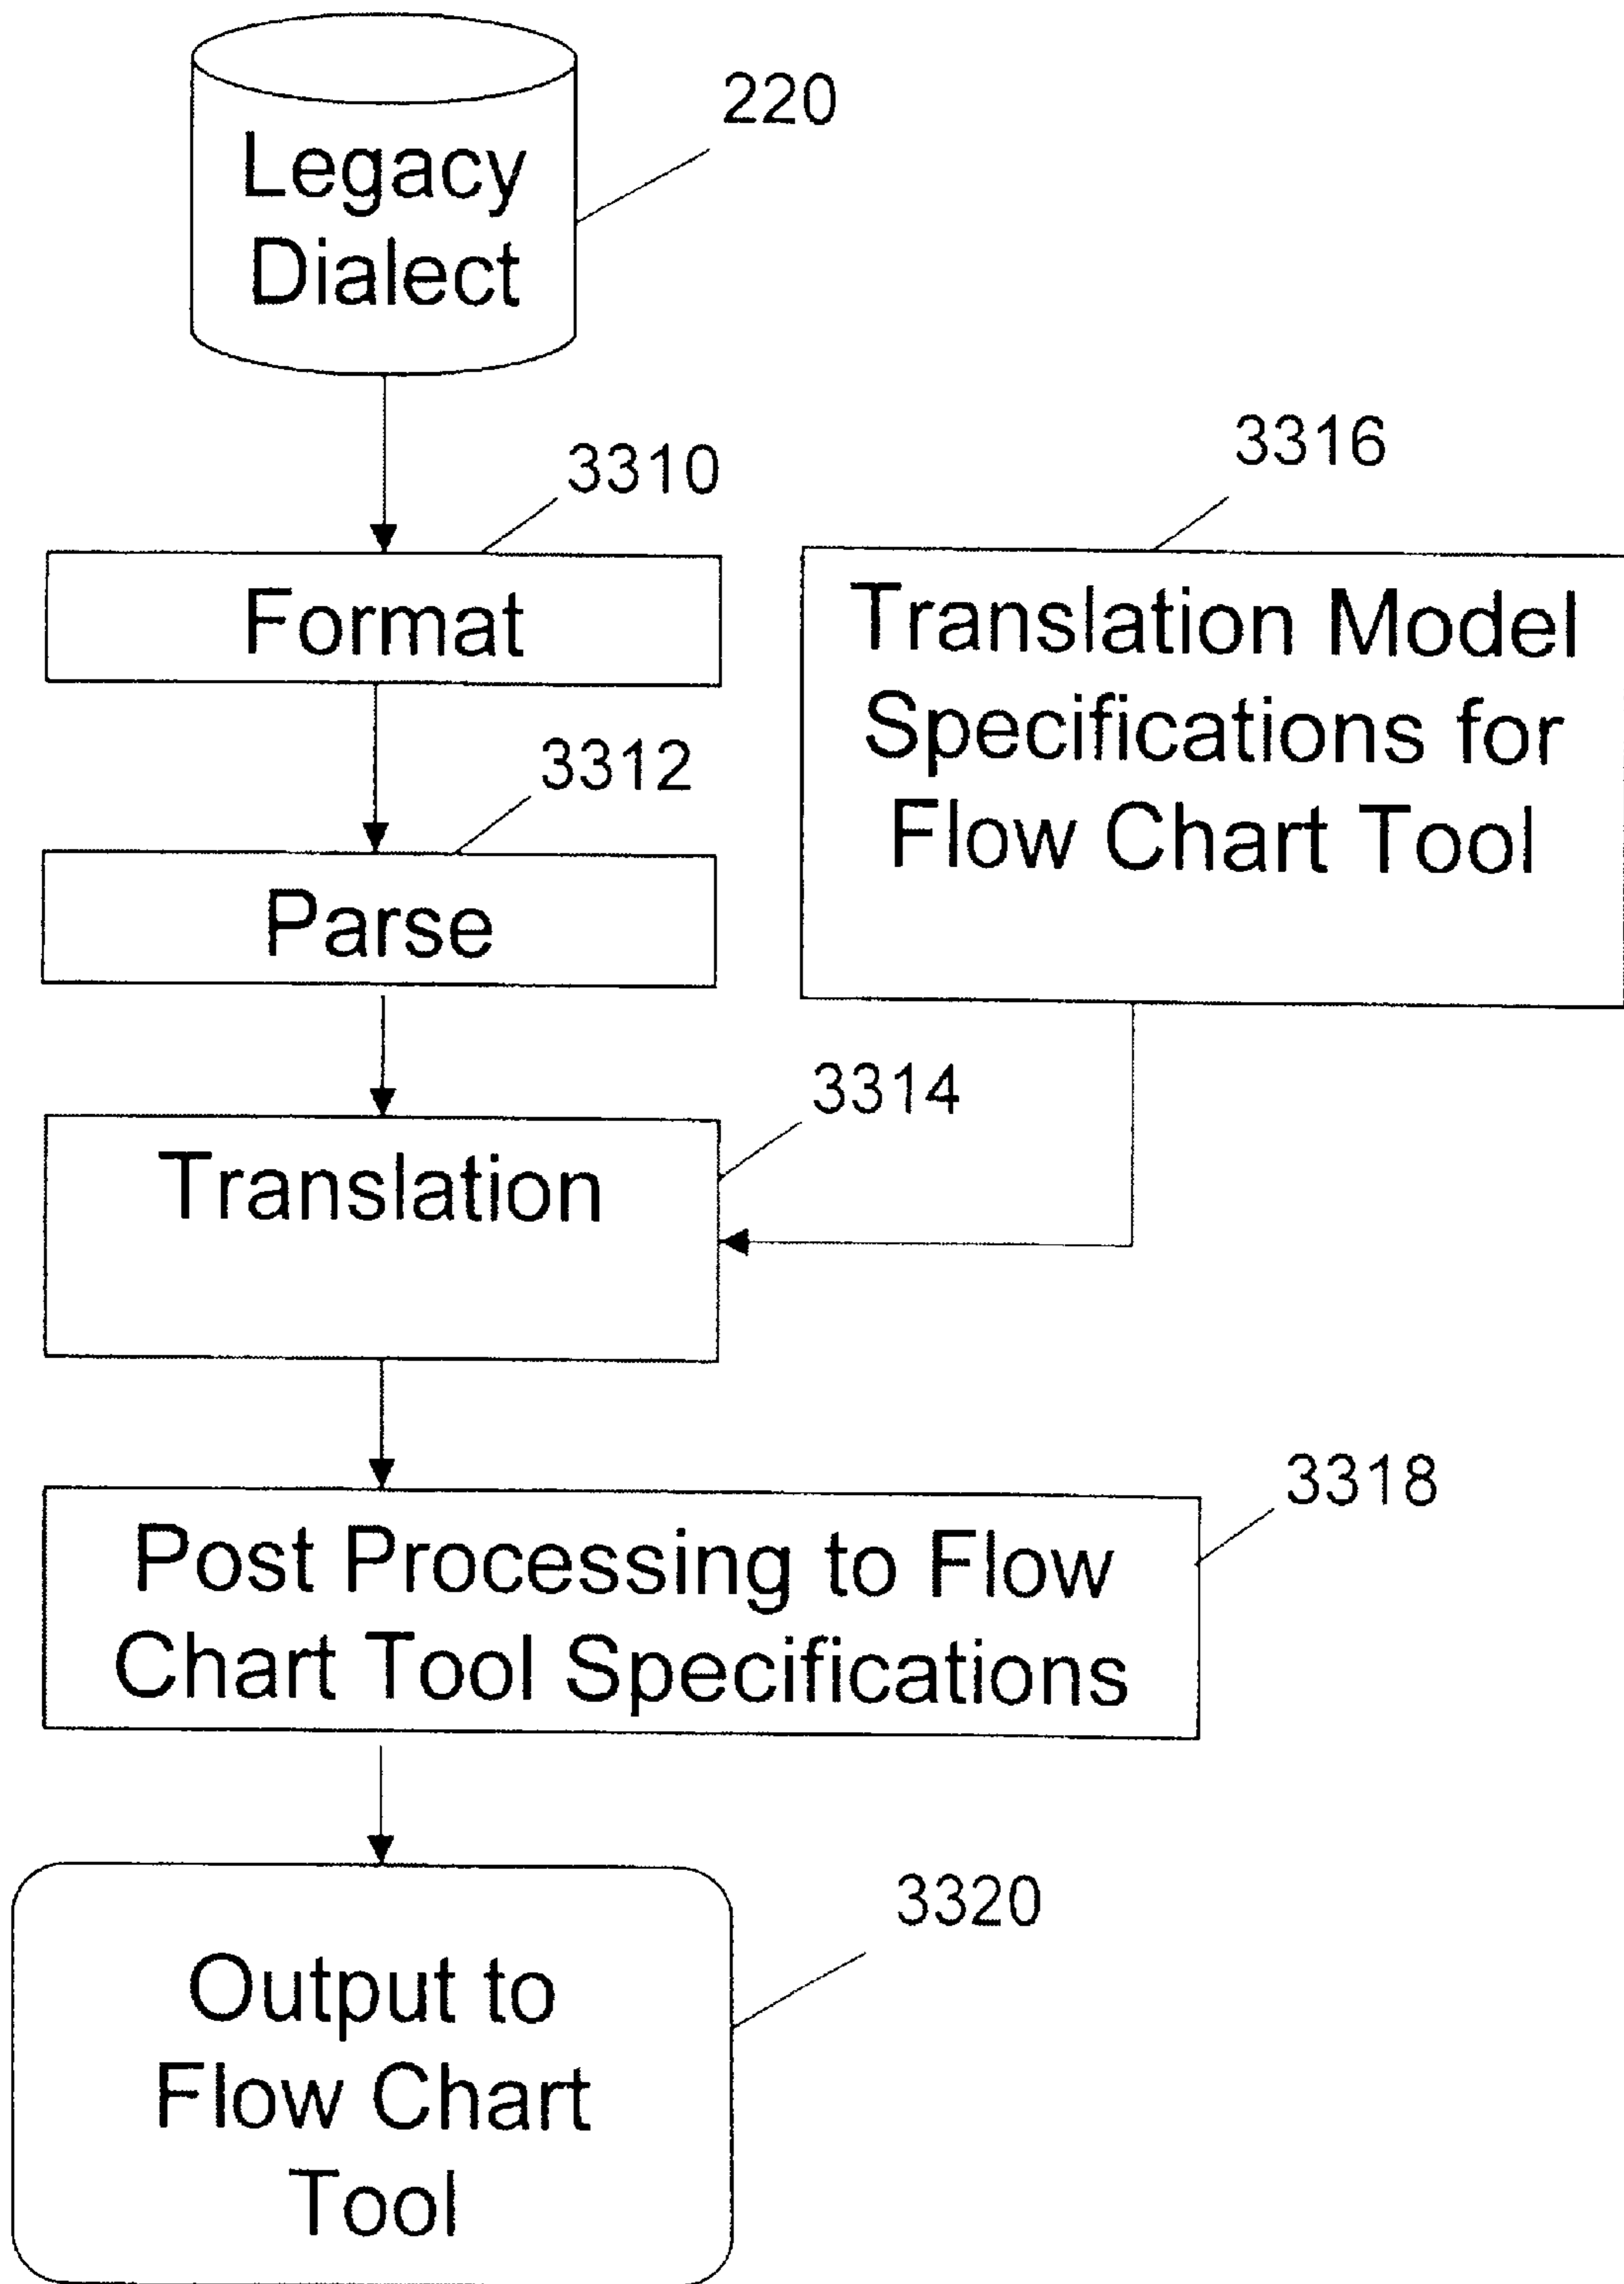 Legacy
Dialect
220
3310
Format
3316
Translation Model
Specifications for
Flow Chart Tool
3312
Parse
3314
Translation
3318
Post Processing to Flow
Chart Tool Specifications
3320
Output to
Flow Chart
Tool